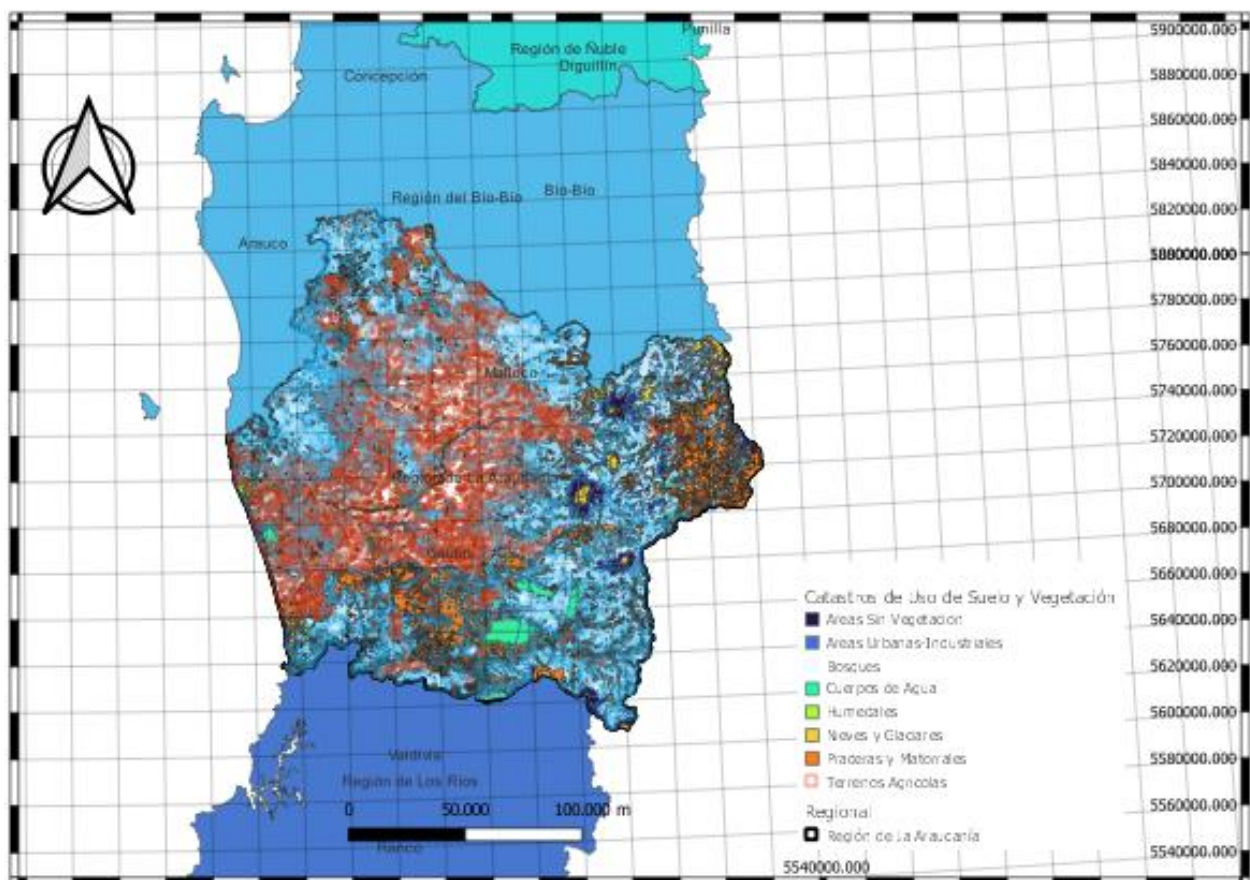 Punilla
5900000.000
Región de Ñuble
Diguillín
Concepción
5880000.000
5860000.000
5840000.000
Región del Bío-Bío
Bío-Bío
5820000.000
Arauco
5880000.000
5780000.000
5760000.000
Malleco
5740000.000
5720000.000
5700000.000
5680000.000
Cautín
5660000.000
Catastros de Uso de Suelo y Vegetación
5640000.000
Areas Sin Vegetacion
Areas Urbanas-Industriales
Bosques
5620000.000
Cuerpos de Agua
Humedales
5600000.000
Nieves y Glaciares
Valdivia
5580000.000
Praderas y Matorrales
Región de Los Ríos
Terrenos Agricolas
5560000.000
0 50.000 100.000 m
Regional
Región de La Araucanía
Ranco
5540000.000
5540000.000